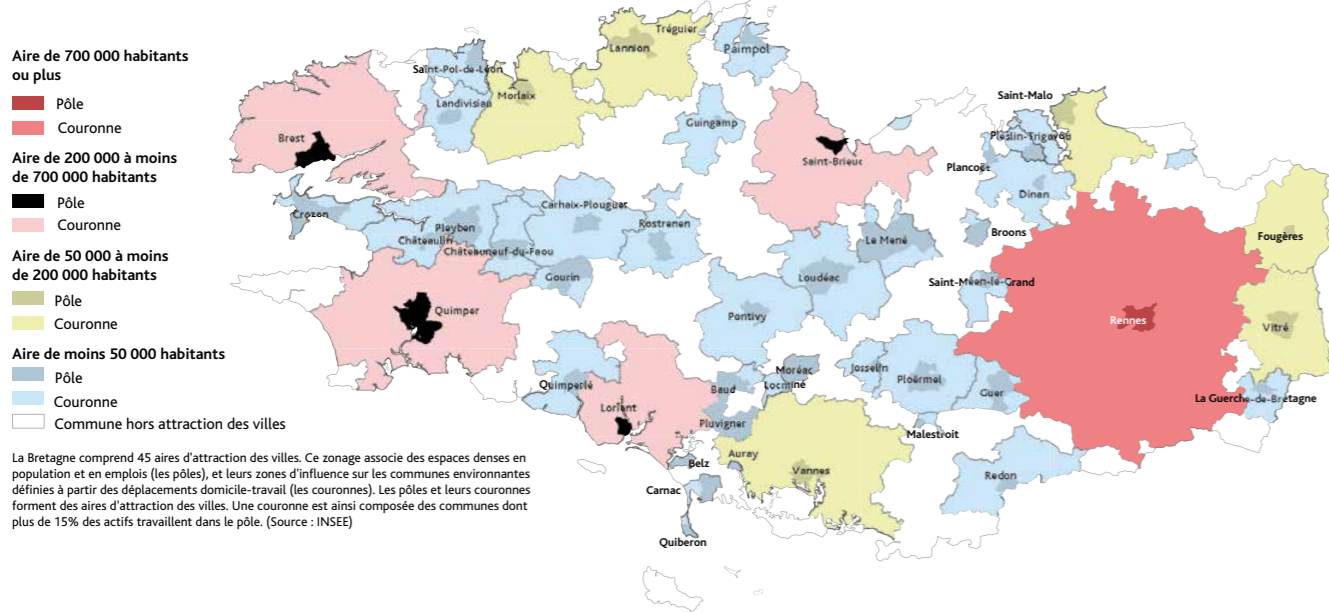 Aire de 700 000 habitants
ou plus
Pôle
Couronne
Aire de 200 000 à moins
de 700 000 habitants
Pôle
Couronne
Aire de 50 000 à moins
de 200 000 habitants
Pôle
Couronne
Aire de moins 50 000 habitants
Pôle
Couronne
Commune hors attraction des villes
La Bretagne comprend 45 aires d'attraction des villes. Ce zonage associe des espaces denses en
population et en emplois (les pôles), et leurs zones d'influence sur les communes environnantes
définies à partir des déplacements domicile-travail (les couronnes). Les pôles et leurs couronnes
forment des aires d'attraction des villes. Une couronne est ainsi composée des communes dont
plus de 15% des actifs travaillent dans le pôle. (Source : INSEE)
Tréguier
Lannion
Paimpol
Saint-Pol-de-Léon
Morlaix
Landivisiau
Saint-Malo
Guingamp
Brest
Saint-Brieuc
Plancoët
Dinan
Crozon
Carhaix-Plouguer
Pleyben
Rostrenen
Châteaulin
Châteauneuf-du-Faou
Le Mené
Broons
Fougères
Gourin
Loudéac
Saint-Méen-le-Grand
Quimper
Pontivy
Rennes
Vitré
Moréac
Josselin
Quimperlé
Baud
Locminé
Ploërmel
Guer
La Guerche-de-Bretagne
Lorient
Pluvigner
Malestroit
Auray
Belz
Vannes
Redon
Carnac
Quiberon